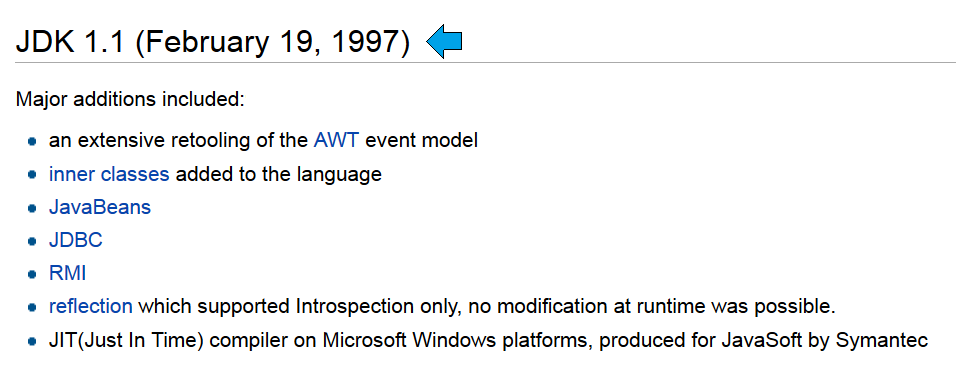 JDK 1.1 (February 19, 1997)
Major additions included:
an extensive retooling of the AWT event model
inner classes added to the language
JavaBeans
JDBC
RMI
reflection which supported Introspection only, no modification at runtime was possible.
JIT(Just In Time) compiler on Microsoft Windows platforms, produced for JavaSoft by Symantec